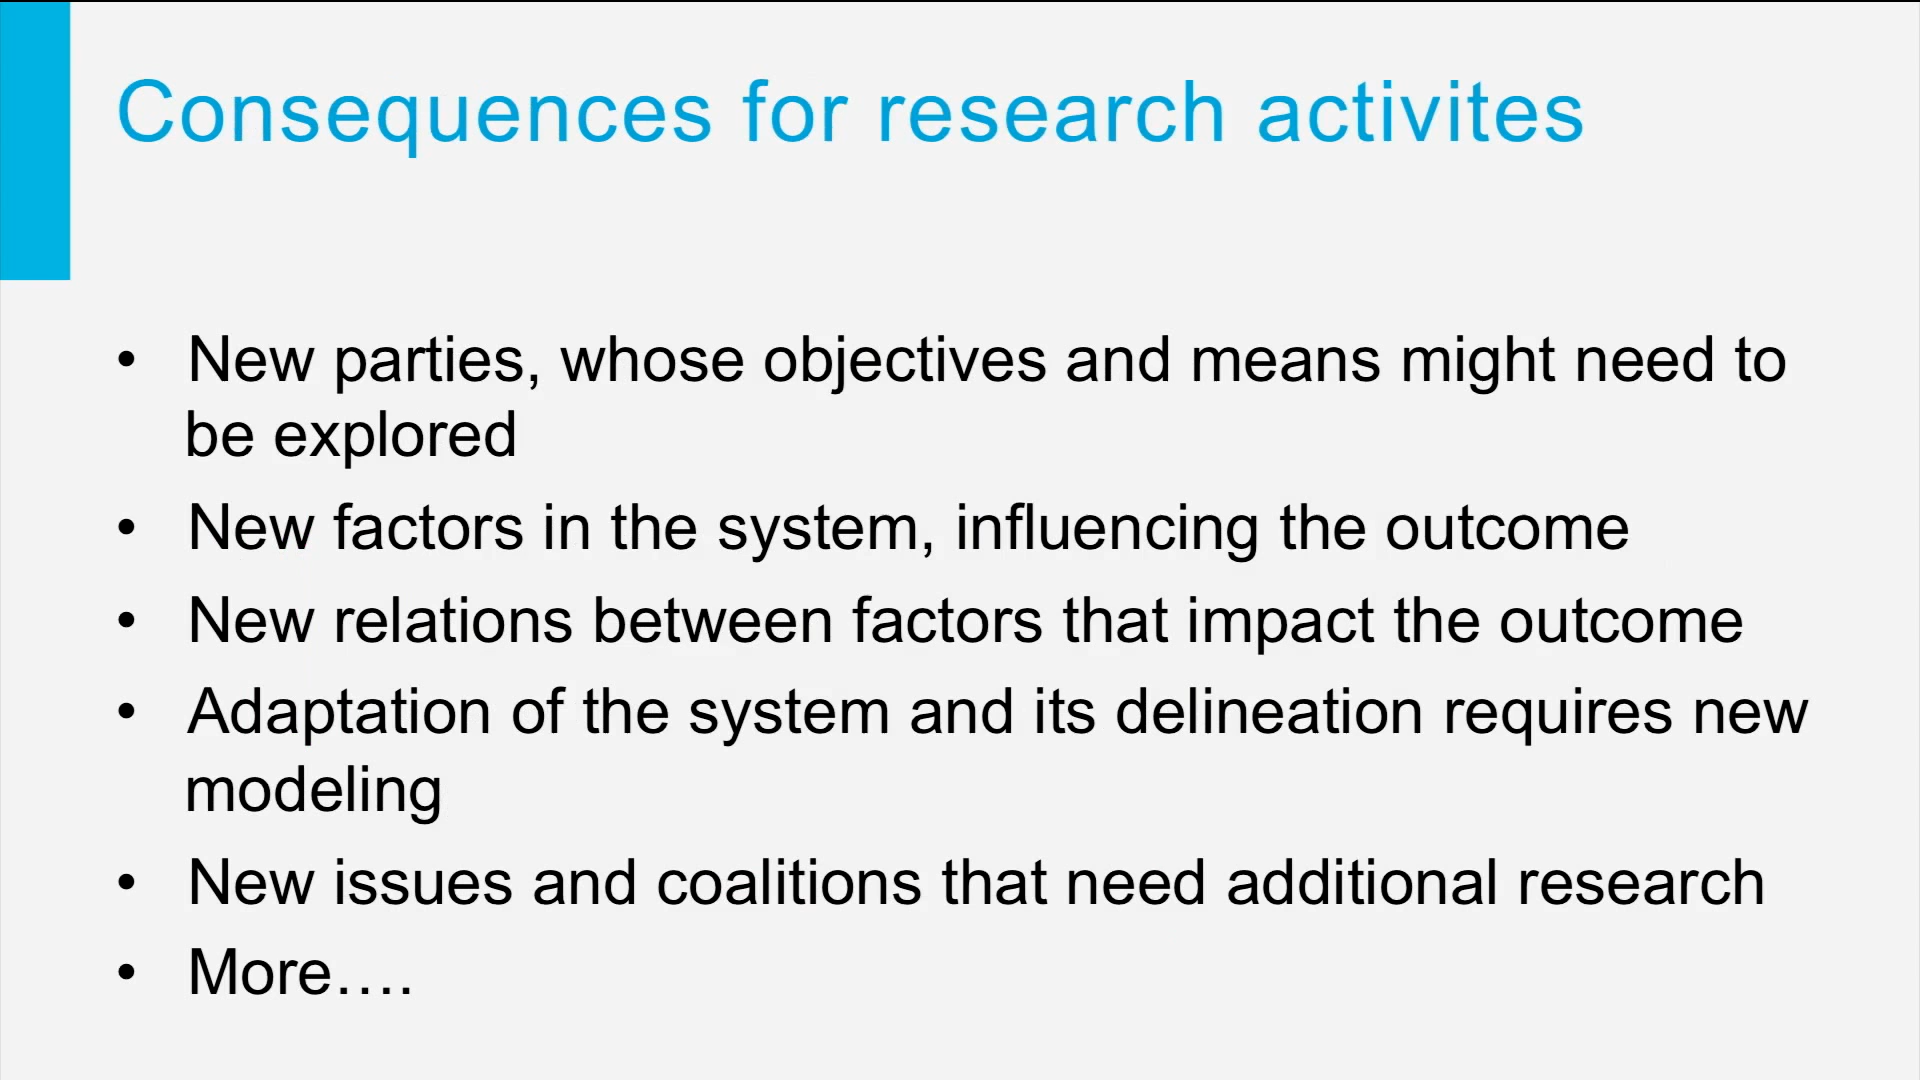 Consequences for research activites
• New parties, whose objectives and means might need to
be explored
• New factors in the system, influencing the outcome
• New relations between factors that impact the outcome
• Adaptation of the system and its delineation requires new
modeling
• New issues and coalitions that need additional research
• More….